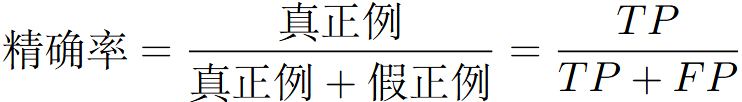 精确率 = 真正例 / 真正例 + 假正例 = TP / TP + FP